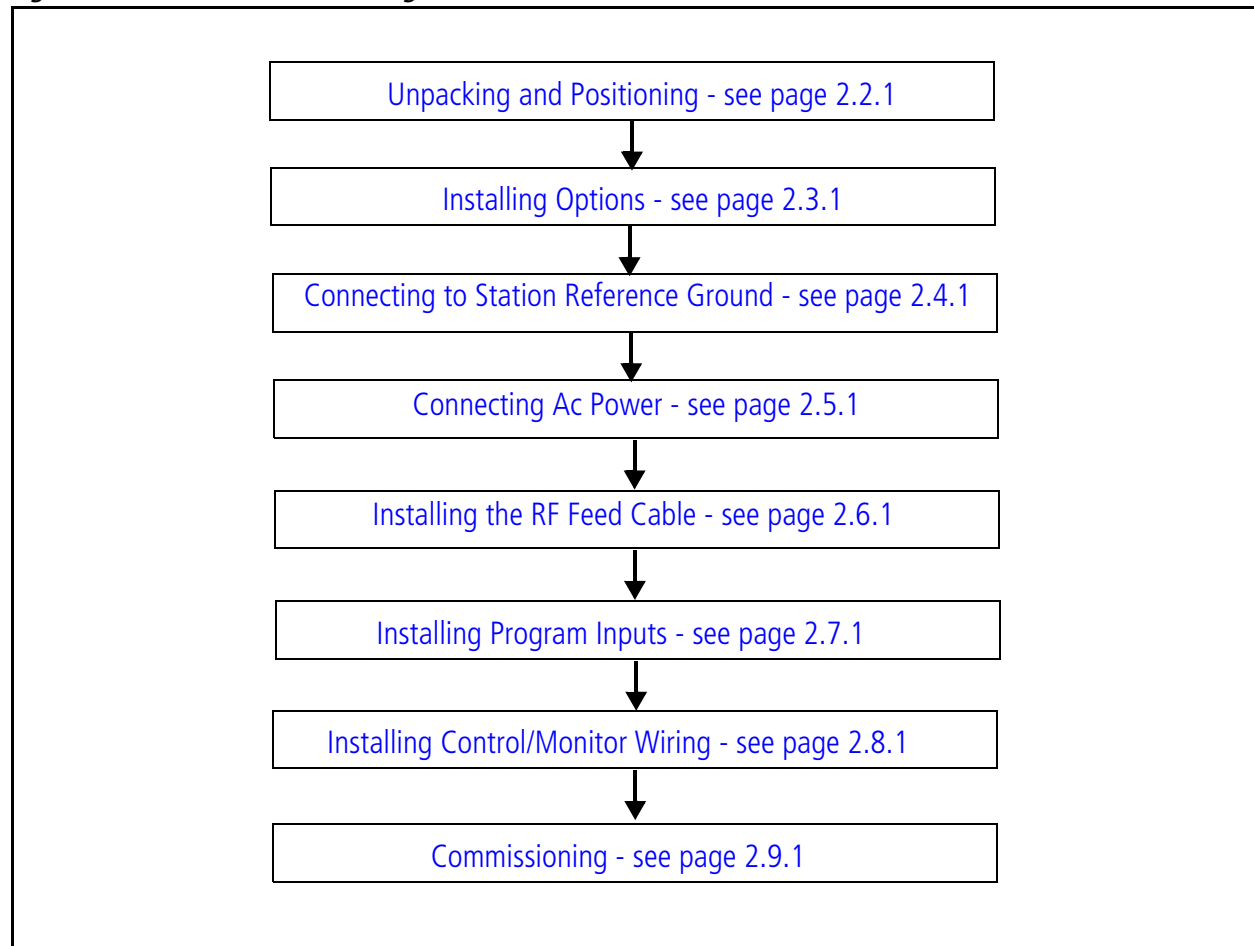 Unpacking and Positioning - see page 2.2.1
Installing Options - see page 2.3.1
Connecting to Station Reference Ground - see page 2.4.1
Connecting Ac Power - see page 2.5.1
Installing the RF Feed Cable - see page 2.6.1
Installing Program Inputs - see page 2.7.1
Installing Control/Monitor Wiring - see page 2.8.1
Commissioning - see page 2.9.1